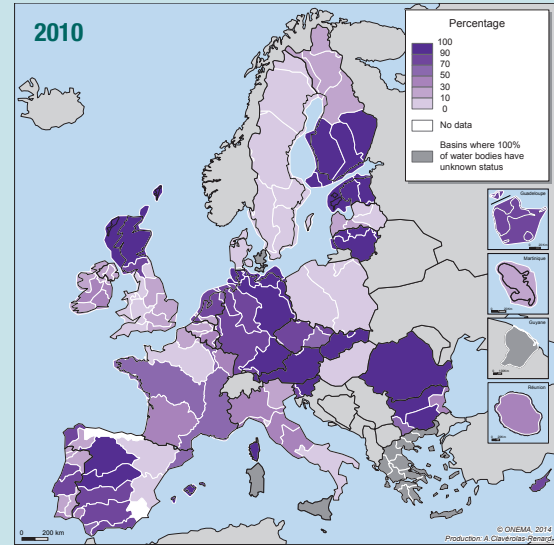 2010
Percentage
100
90
70
50
30
10
0
No data
Basins where 100%
of water bodies have
unknown status
Guadeloupe
Martinique
Guyane
Réunion
0 200 km
© ONEMA, 2014
Production: A.Clavérolas-Renard